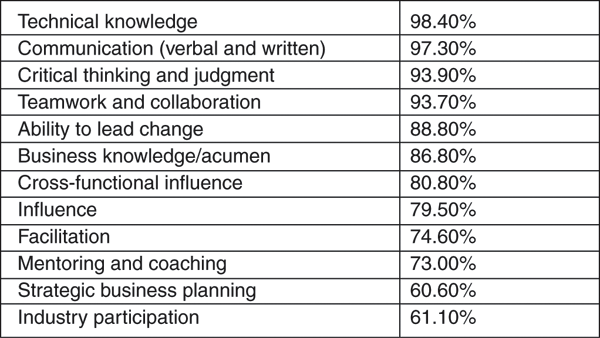 Technical knowledge 98.40%
Communication (verbal and written) 97.30%
Critical thinking and judgment 93.90%
Teamwork and collaboration 93.70%
Ability to lead change 88.80%
Business knowledge/acumen 86.80%
Cross-functional influence 80.80%
Influence 79.50%
Facilitation 74.60%
Mentoring and coaching 73.00%
Strategic business planning 60.60%
Industry participation 61.10%